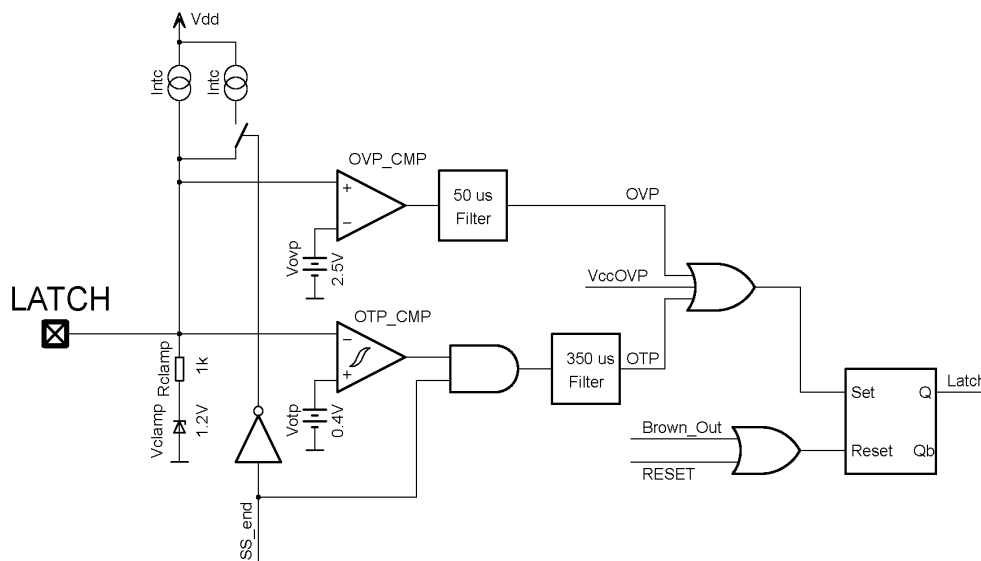 Vdd
Intc
Intc
OVP_CMP
50 us
Filter
OVP
Vovp
2.5V
VccOVP
LATCH
OTP_CMP
350 us
Filter
OTP
Rclamp
1k
Vclamp
1.2V
Votp
0.4V
Set
Q
Latch
Brown_Out
RESET
Reset
Qb
SS_end
+
−
−
+